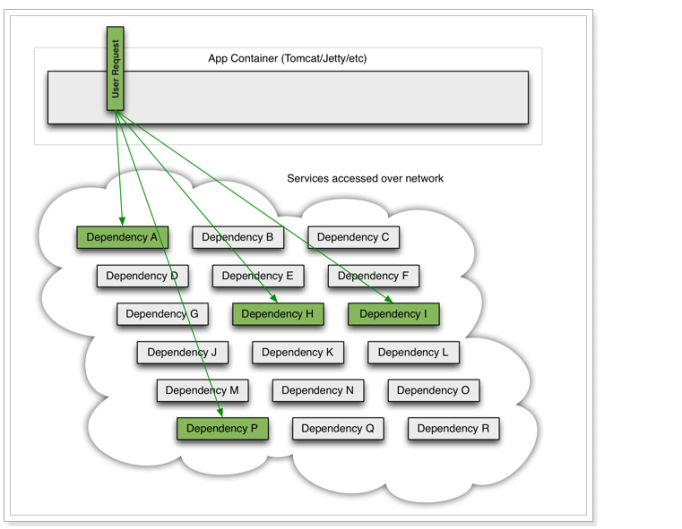 User Request
App Container (Tomcat/Jetty/etc)
Services accessed over network
Dependency A
Dependency B
Dependency C
Dependency D
Dependency E
Dependency F
Dependency G
Dependency H
Dependency I
Dependency J
Dependency K
Dependency L
Dependency M
Dependency N
Dependency O
Dependency P
Dependency Q
Dependency R